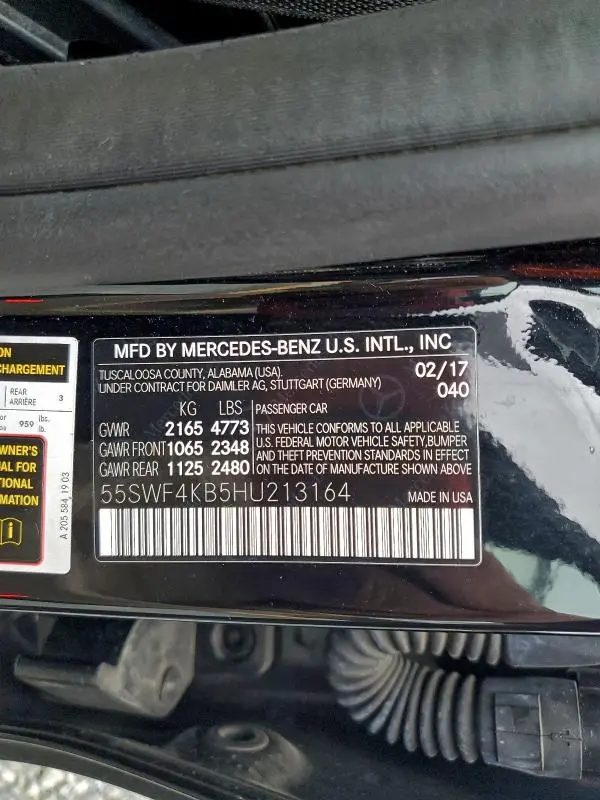 ON
CHARGEMENT
REAR
ARRIÈRE
3
959
lbs.
lb.
WNER'S
AL FOR
TIONAL
RMATION
i
A 205 584 19 03
MFD BY MERCEDES-BENZ U.S. INTL., INC
TUSCALOOSA COUNTY, ALABAMA (USA). 02/17
UNDER CONTRACT FOR DAIMLER AG, STUTTGART (GERMANY) 040
KG LBS PASSENGER CAR
GVWR 2165 4773 THIS VEHICLE CONFORMS TO ALL APPLICABLE
GAWR FRONT 1065 2348 U.S. FEDERAL MOTOR VEHICLE SAFETY, BUMPER
GAWR REAR 1125 2480 AND THEFT PREVENTION STANDARDS IN EFFECT
ON THE DATE OF MANUFACTURE SHOWN ABOVE
55SWF4KB5HU213164 MADE IN USA